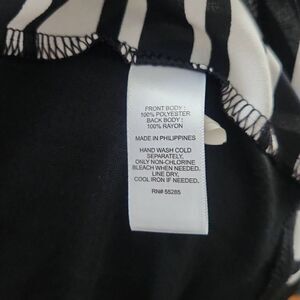 FRONT BODY :
100% POLYESTER
BACK BODY :
100% RAYON
MADE IN PHILIPPINES
HAND WASH COLD
SEPARATELY.
ONLY NON-CHLORINE
BLEACH WHEN NEEDED.
LINE DRY.
COOL IRON IF NEEDED.
RN# 55285